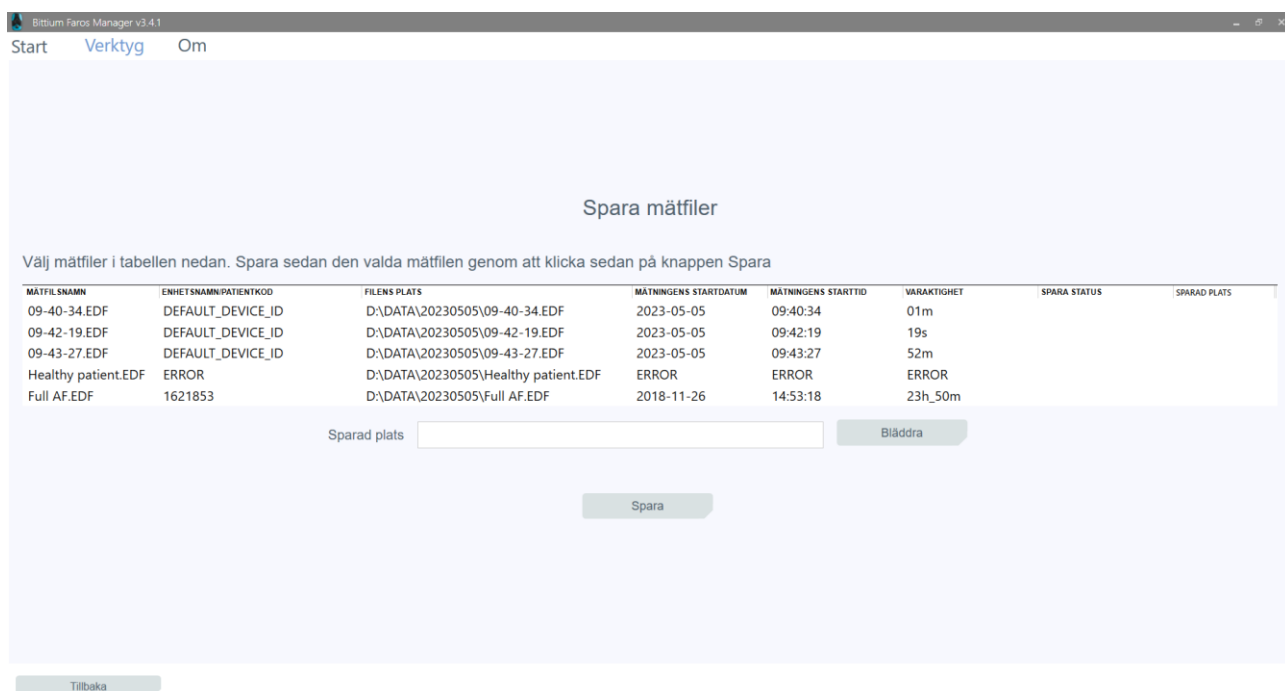 Bittium Faros Manager v3.4.1
Start Verktyg Om
Spara mätfiler
Välj mätfiler i tabellen nedan. Spara sedan den valda mätfilen genom att klicka sedan på knappen Spara
MÄTFILSNAMN ENHETSNAMN/PATIENTKOD FILENS PLATS MÄTNINGENS STARTDATUM MÄTNINGENS STARTTID VARAKTIGHET SPARA STATUS SPARAD PLATS
09-40-34.EDF DEFAULT_DEVICE_ID D:\DATA\20230505\09-40-34.EDF 2023-05-05 09:40:34 01m
09-42-19.EDF DEFAULT_DEVICE_ID D:\DATA\20230505\09-42-19.EDF 2023-05-05 09:42:19 19s
09-43-27.EDF DEFAULT_DEVICE_ID D:\DATA\20230505\09-43-27.EDF 2023-05-05 09:43:27 52m
Healthy patient.EDF ERROR D:\DATA\20230505\Healthy patient.EDF ERROR ERROR ERROR
Full AF.EDF 1621853 D:\DATA\20230505\Full AF.EDF 2018-11-26 14:53:18 23h_50m
Sparad plats Bläddra
Spara
Tillbaka